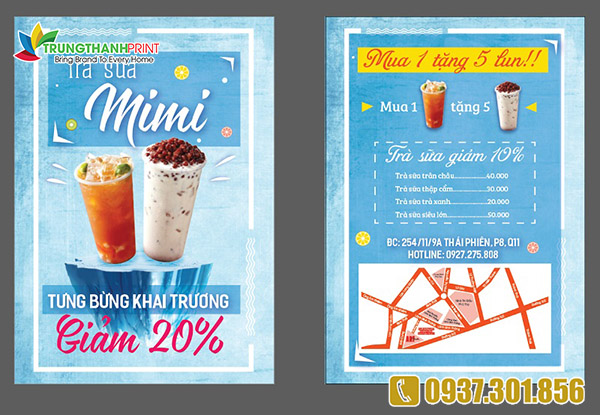 TRUNGTHANHPRINT
Bring Brand To Every Home
Trà sữa
Mimi
TƯNG BỪNG KHAI TRƯƠNG
Giảm 20%
Mua 1 tặng 5 lun!!
Mua 1 tặng 5
Trà sữa giảm 10%
Trà sữa trân châu..............40.000
Trà sữa thập cẩm..............30.000
Trà sữa trà xanh..............20.000
Trà sữa siêu lớn..............50.000
ĐC: 254/11/9A THÁI PHIÊN, P8, Q11
HOTLINE: 0927.275.808
0937.301.856